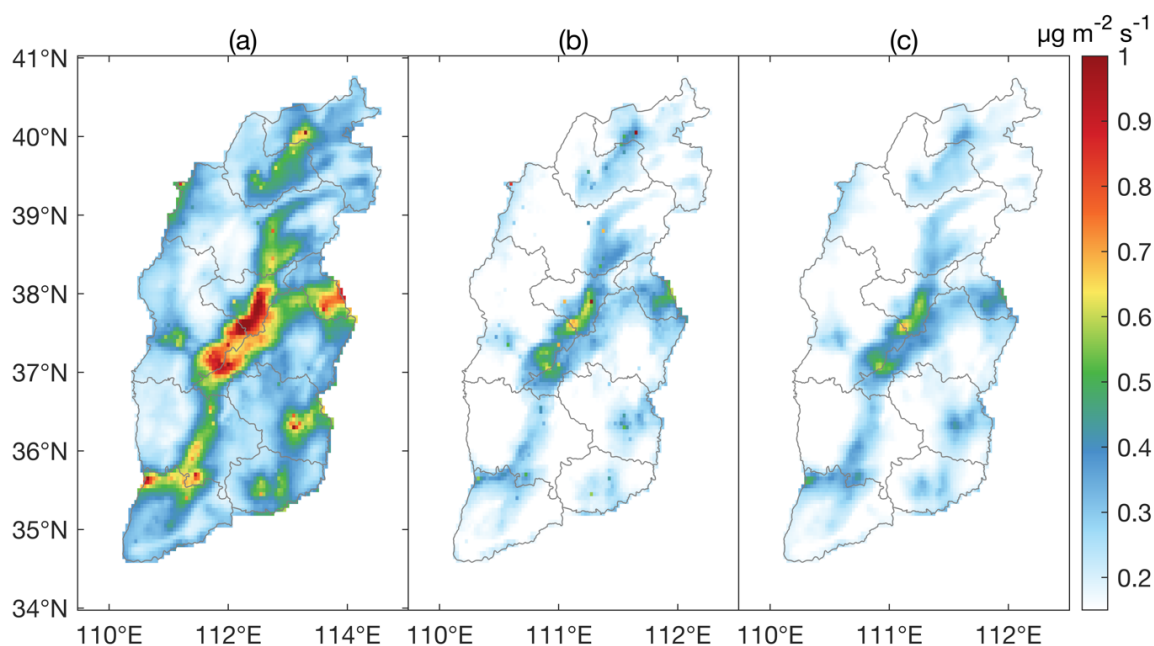 (a) (b) (c) µg m⁻² s⁻¹
41°N 1
40°N 0.9
39°N 0.8
38°N 0.7
37°N 0.6
36°N 0.5
35°N 0.4
34°N 0.3
0.2
110°E 112°E 114°E 110°E 111°E 112°E 110°E 111°E 112°E